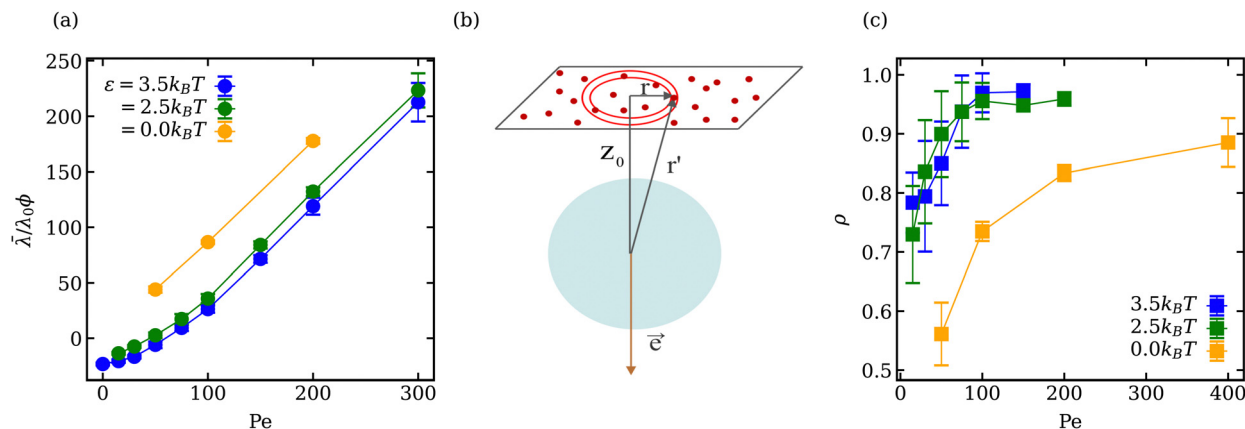 (a)
250
200
150
100
50
0
λ̄/λ₀ϕ
ε = 3.5k_BT
= 2.5k_BT
= 0.0k_BT
0 100 200 300
Pe
(b)
r
z₀
r'
e⃗
(c)
1.0
0.9
0.8
0.7
0.6
0.5
ρ
3.5k_BT
2.5k_BT
0.0k_BT
0 100 200 300 400
Pe